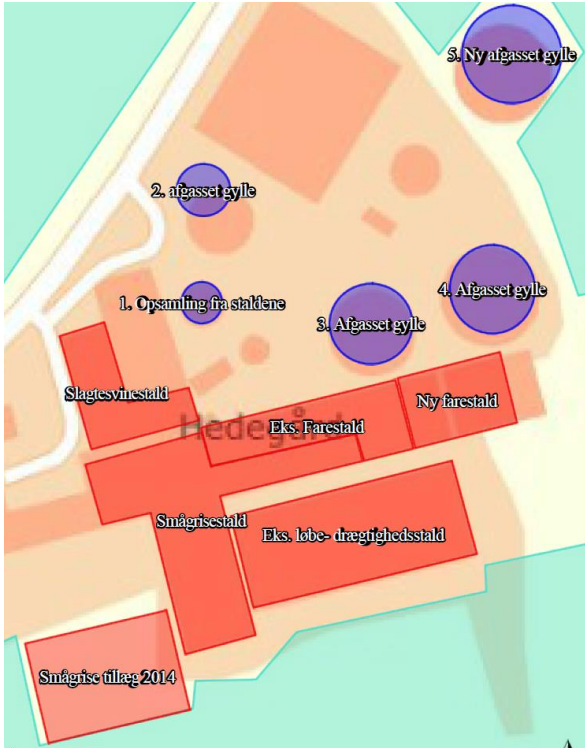 5. Ny afgasset gylle
2. afgasset gylle
4. Afgasset gylle
1. Opsamling fra staldene
3. Afgasset gylle
Slagtesvinestald
Ny farestald
Hedegård
Eks. Farestald
Smågrisestald
Eks. løbe- drægtighedsstald
Smågrise tillæg 2014